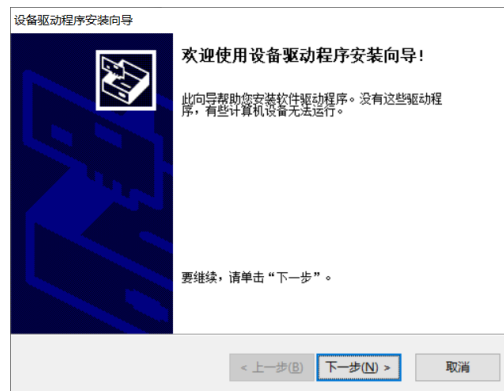 设备驱动程序安装向导
欢迎使用设备驱动程序安装向导!
此向导帮助您安装软件驱动程序。没有这些驱动程
序，有些计算机设备无法运行。
要继续，请单击“下一步”。
< 上一步(B) 下一步(N) > 取消